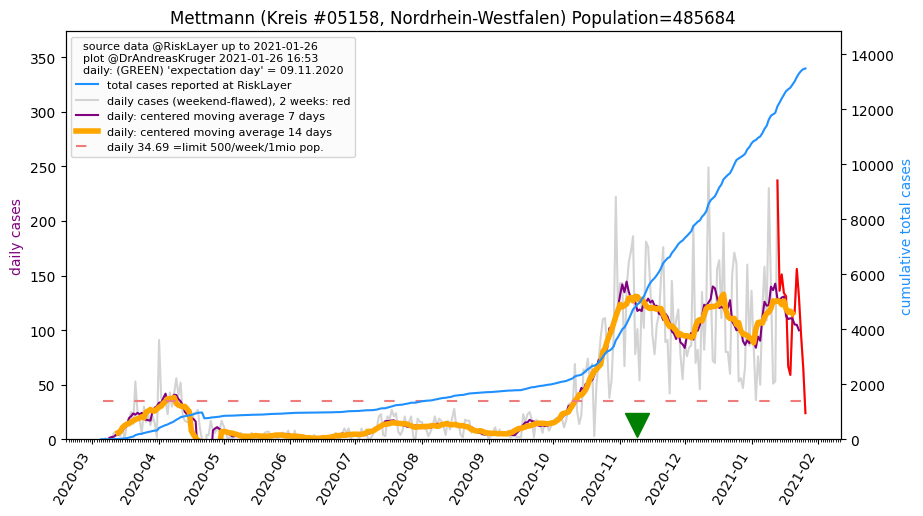 Mettmann (Kreis #05158, Nordrhein-Westfalen) Population=485684
source data @RiskLayer up to 2021-01-26
plot @DrAndreasKruger 2021-01-26 16:53
daily: (GREEN) 'expectation day' = 09.11.2020
total cases reported at RiskLayer
daily cases (weekend-flawed), 2 weeks: red
daily: centered moving average 7 days
daily: centered moving average 14 days
daily 34.69 =limit 500/week/1mio pop.
daily cases
350
300
250
200
150
100
50
0
cumulative total cases
14000
12000
10000
8000
6000
4000
2000
0
2020-03
2020-04
2020-05
2020-06
2020-07
2020-08
2020-09
2020-10
2020-11
2020-12
2021-01
2021-02